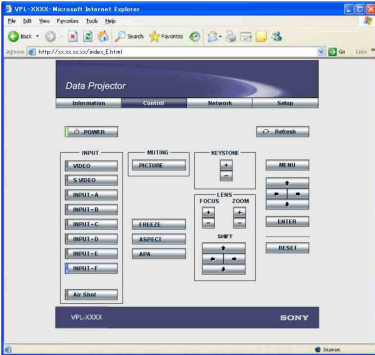 VPL-XXXX-Microsoft Internet Explorer
File Edit View Favorites Tools Help
Back Search Favorites
Address http://xx.xx.xx.xx/index_E.html Go Links
Data Projector
Information Control Network Setup
POWER Refresh
INPUT MUTING KEYSTONE
VIDEO PICTURE + MENU
S VIDEO -
INPUT-A LENS
INPUT-B FOCUS ZOOM
INPUT-C FREEZE + + ENTER
INPUT-D ASPECT - -
INPUT-E APA SHIFT RESET
INPUT-F
Air Shot
VPL-XXXX SONY
Internet